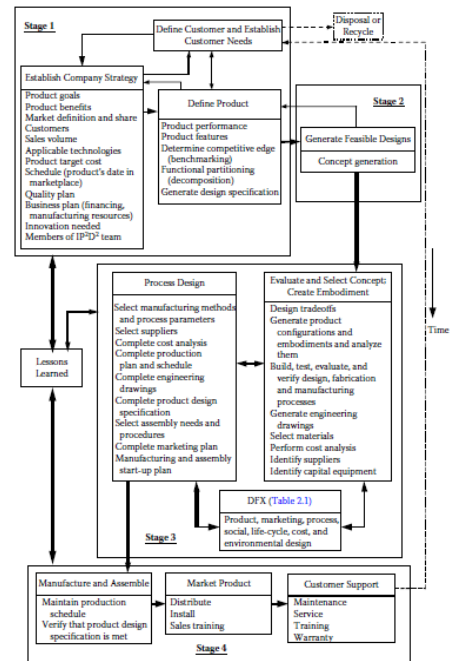 Stage 1
Define Customer and Establish
Customer Needs
Disposal or
Recycle
Establish Company Strategy
Product goals
Product benefits
Market definition and share
Customers
Sales volume
Applicable technologies
Product target cost
Schedule (product's date in
marketplace)
Quality plan
Business plan (financing,
manufacturing resources)
Innovation needed
Members of IP²D² team
Define Product
Product performance
Product features
Determine competitive edge
(benchmarking)
Functional partitioning
(decomposition)
Generate design specification
Stage 2
Generate Feasible Designs
Concept generation
Time
Lessons
Learned
Process Design
Select manufacturing methods
and process parameters
Select suppliers
Complete cost analysis
Complete production
plan and schedule
Complete engineering
drawings
Complete product design
specification
Select assembly needs and
procedures
Complete marketing plan
Manufacturing and assembly
start-up plan
Evaluate and Select Concept:
Create Embodiment
Design tradeoffs
Generate product
configurations and
embodiments and analyze
them
Build, test, evaluate, and
verify design, fabrication
and manufacturing
processes
Generate engineering
drawings
Select materials
Perform cost analysis
Identify suppliers
Identify capital equipment
DFX (Table 2.1)
Product, marketing, process,
social, life-cycle, cost, and
environmental design
Stage 3
Manufacture and Assemble
Maintain production
schedule
Verify that product design
specification is met
Market Product
Distribute
Install
Sales training
Customer Support
Maintenance
Service
Training
Warranty
Stage 4